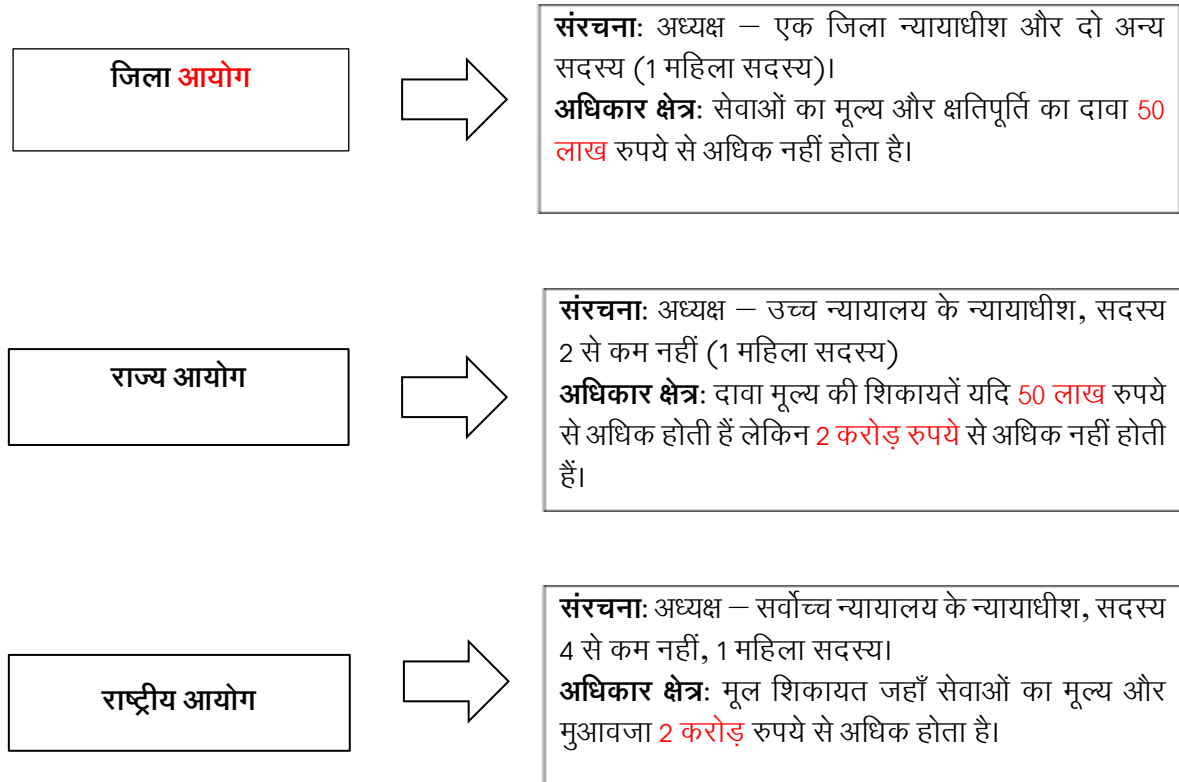 जिला आयोग
संरचना: अध्यक्ष – एक जिला न्यायाधीश और दो अन्य
सदस्य (1 महिला सदस्य)।
अधिकार क्षेत्र: सेवाओं का मूल्य और क्षतिपूर्ति का दावा 50
लाख रुपये से अधिक नहीं होता है।
राज्य आयोग
संरचना: अध्यक्ष – उच्च न्यायालय के न्यायाधीश, सदस्य
2 से कम नहीं (1 महिला सदस्य)
अधिकार क्षेत्र: दावा मूल्य की शिकायतें यदि 50 लाख रुपये
से अधिक होती हैं लेकिन 2 करोड़ रुपये से अधिक नहीं होती
हैं।
राष्ट्रीय आयोग
संरचना: अध्यक्ष – सर्वोच्च न्यायालय के न्यायाधीश, सदस्य
4 से कम नहीं, 1 महिला सदस्य।
अधिकार क्षेत्र: मूल शिकायत जहाँ सेवाओं का मूल्य और
मुआवजा 2 करोड़ रुपये से अधिक होता है।